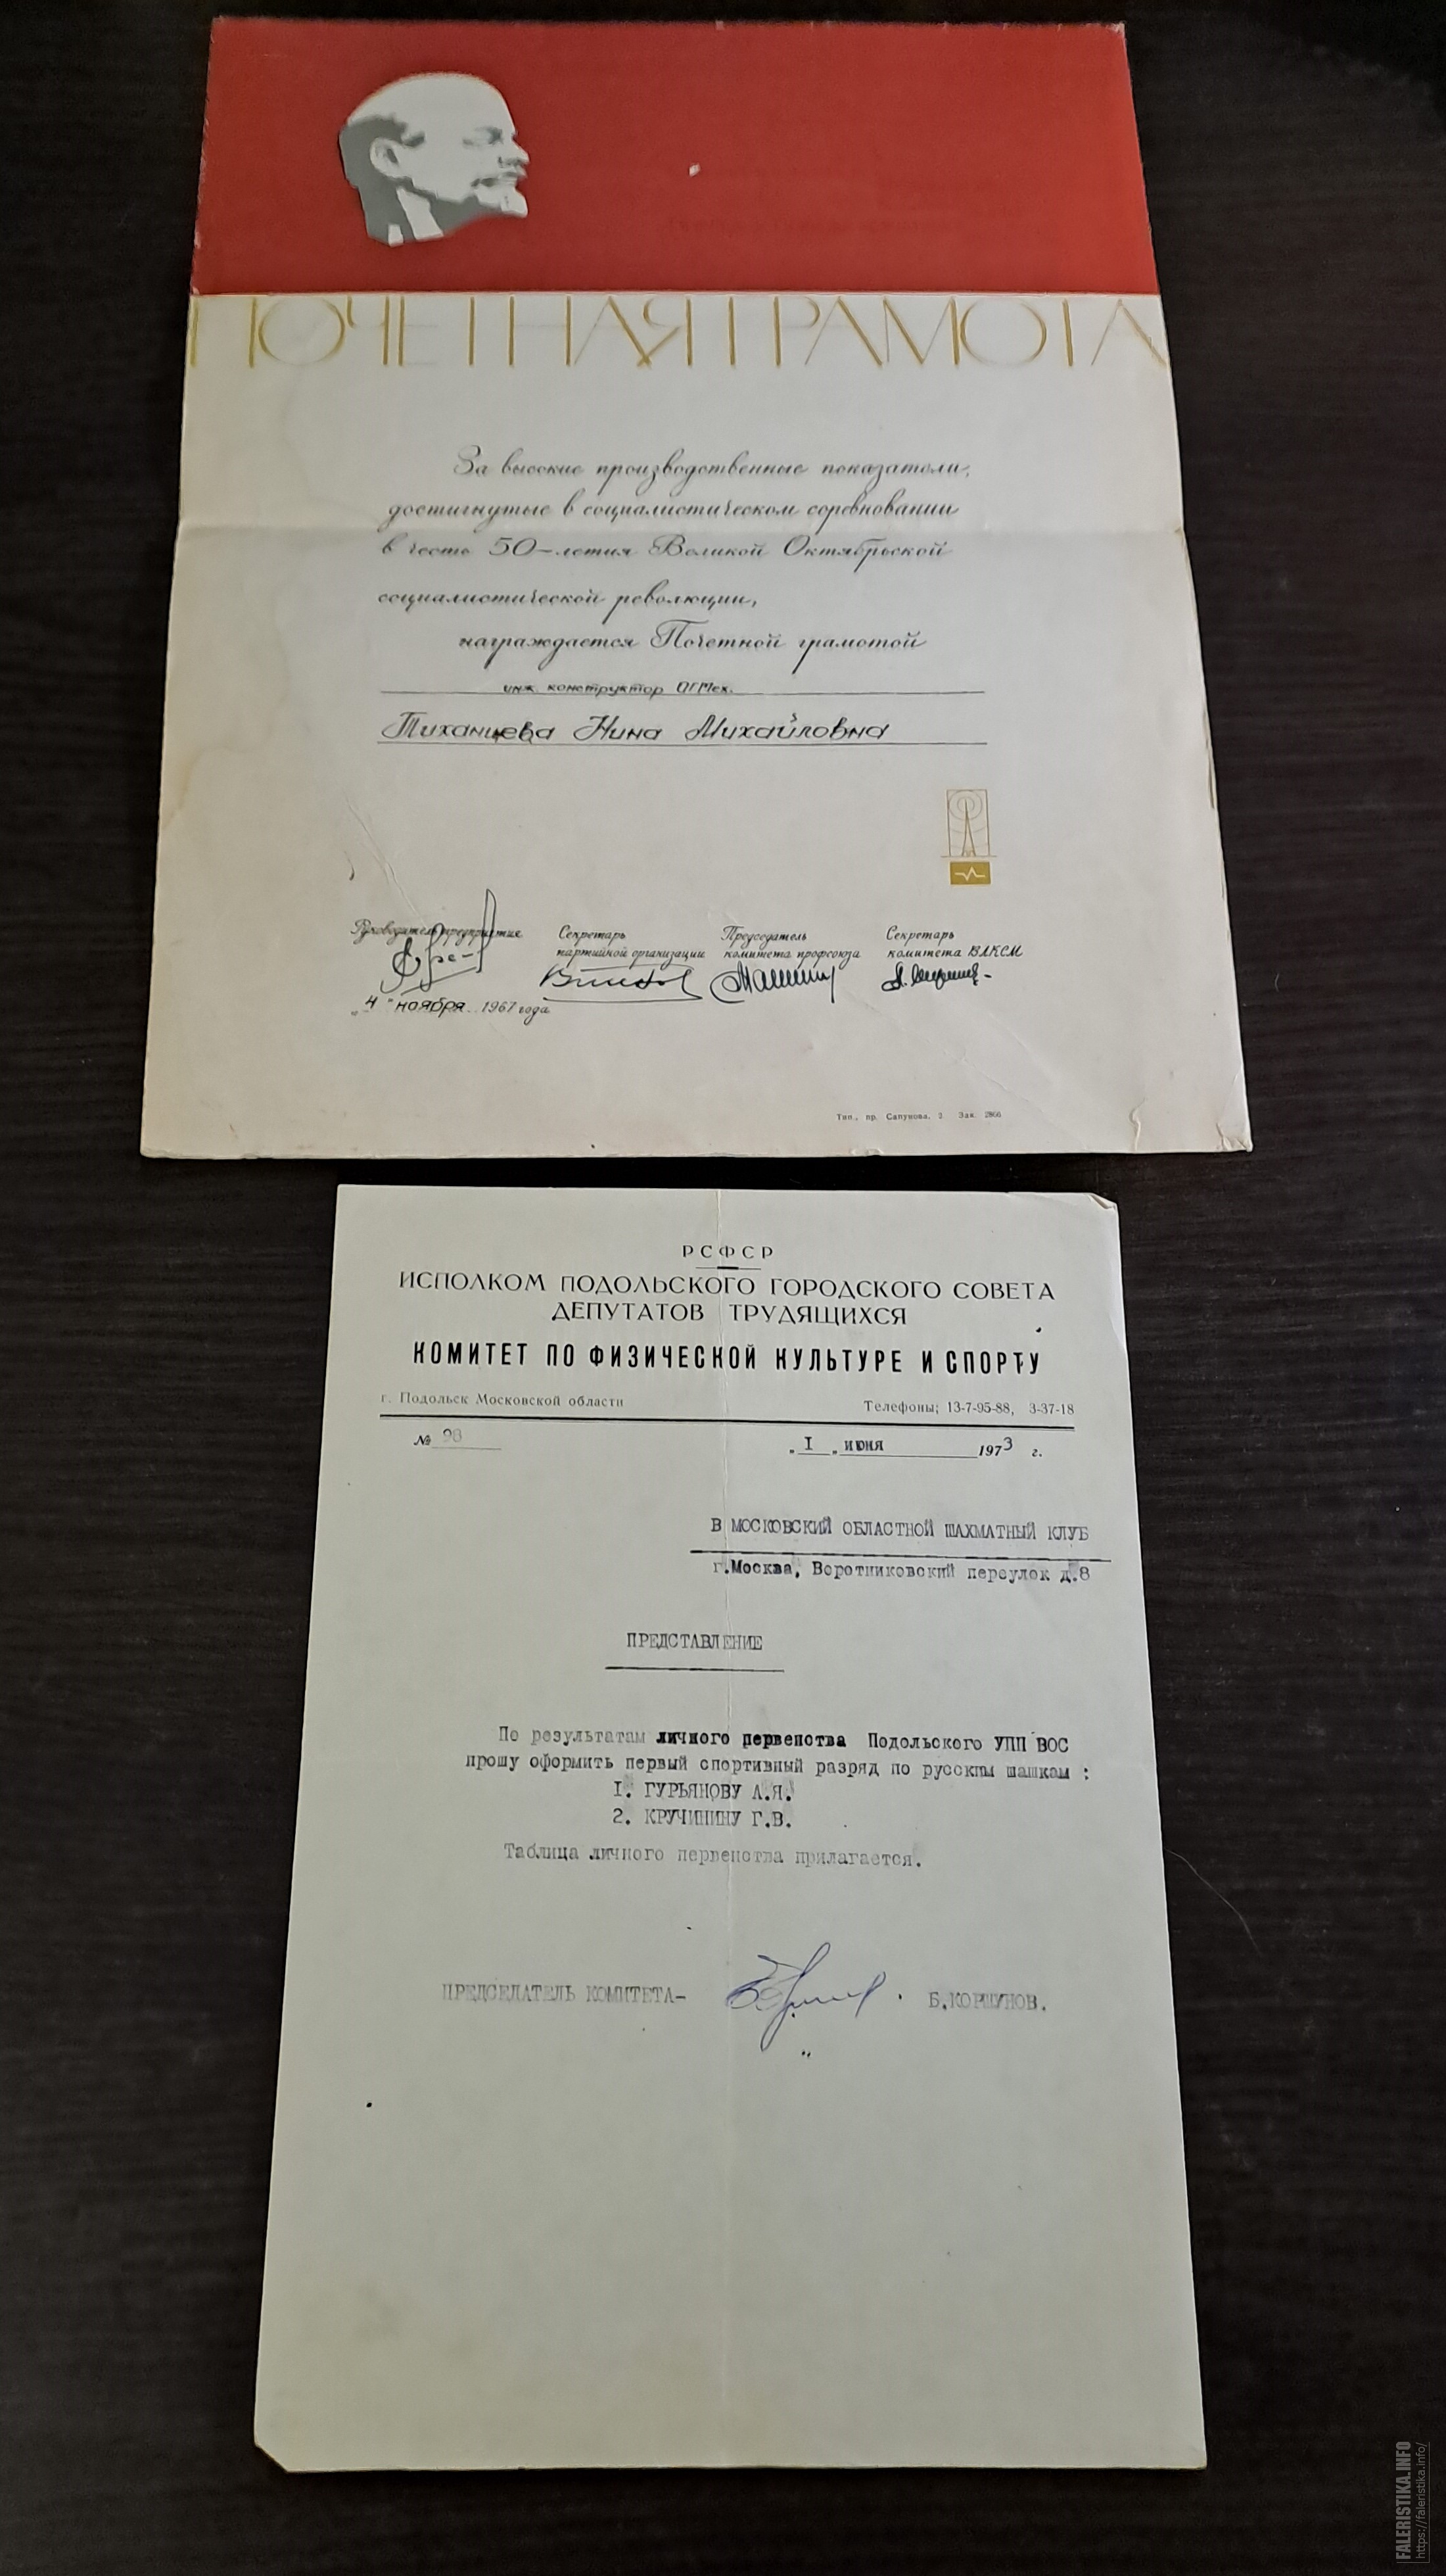 ПОЧЕТНАЯ ГРАМОТА
За высокие производственные показатели,
достигнутые в социалистическом соревновании
в честь 50-летия Великой Октябрьской
социалистической революции,
награждается Почетной грамотой
инж. конструктор ОГМех.
Тиханцева Нина Михайловна
Руководитель предприятия
Секретарь
партийной организации
Председатель
комитета профсоюза
Секретарь
комитета ВЛКСМ
„4" ноября 1967 года
Тип., пр. Сапунова, 2 Зак. 2866
РСФСР
ИСПОЛКОМ ПОДОЛЬСКОГО ГОРОДСКОГО СОВЕТА
ДЕПУТАТОВ ТРУДЯЩИХСЯ
КОМИТЕТ ПО ФИЗИЧЕСКОЙ КУЛЬТУРЕ И СПОРТУ
г. Подольск Московской области Телефоны; 13-7-95-88, 3-37-18
№ 98 „ I „ июня 1973 г.
В МОСКОВСКИЙ ОБЛАСТНОЙ ШАХМАТНЫЙ КЛУБ
г.Москва, Воротниковский переулок д.8
ПРЕДСТАВЛЕНИЕ
По результатам личного первенства Подольского УПП ВОС
прошу оформить первый спортивный разряд по русским шашкам :
I. ГУРЬЯНОВУ А.Я.
2. КРУЧИНИНУ Г.В.
Таблица личного первенства прилагается.
ПРЕДСЕДАТЕЛЬ КОМИТЕТА- Б.КОРШУНОВ.
FALERISTIKA.INFO
https://faleristika.info/